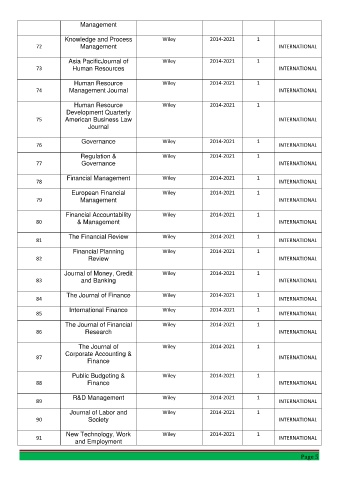 Management
72 Knowledge and Process Management Wiley 2014-2021 1 INTERNATIONAL
73 Asia PacificJournal of Human Resources Wiley 2014-2021 1 INTERNATIONAL
74 Human Resource Management Journal Wiley 2014-2021 1 INTERNATIONAL
75 Human Resource Development Quarterly American Business Law Journal Wiley 2014-2021 1 INTERNATIONAL
76 Governance Wiley 2014-2021 1 INTERNATIONAL
77 Regulation & Governance Wiley 2014-2021 1 INTERNATIONAL
78 Financial Management Wiley 2014-2021 1 INTERNATIONAL
79 European Financial Management Wiley 2014-2021 1 INTERNATIONAL
80 Financial Accountability & Management Wiley 2014-2021 1 INTERNATIONAL
81 The Financial Review Wiley 2014-2021 1 INTERNATIONAL
82 Financial Planning Review Wiley 2014-2021 1 INTERNATIONAL
83 Journal of Money, Credit and Banking Wiley 2014-2021 1 INTERNATIONAL
84 The Journal of Finance Wiley 2014-2021 1 INTERNATIONAL
85 International Finance Wiley 2014-2021 1 INTERNATIONAL
86 The Journal of Financial Research Wiley 2014-2021 1 INTERNATIONAL
87 The Journal of Corporate Accounting & Finance Wiley 2014-2021 1 INTERNATIONAL
88 Public Budgeting & Finance Wiley 2014-2021 1 INTERNATIONAL
89 R&D Management Wiley 2014-2021 1 INTERNATIONAL
90 Journal of Labor and Society Wiley 2014-2021 1 INTERNATIONAL
91 New Technology, Work and Employment Wiley 2014-2021 1 INTERNATIONAL
Page 5